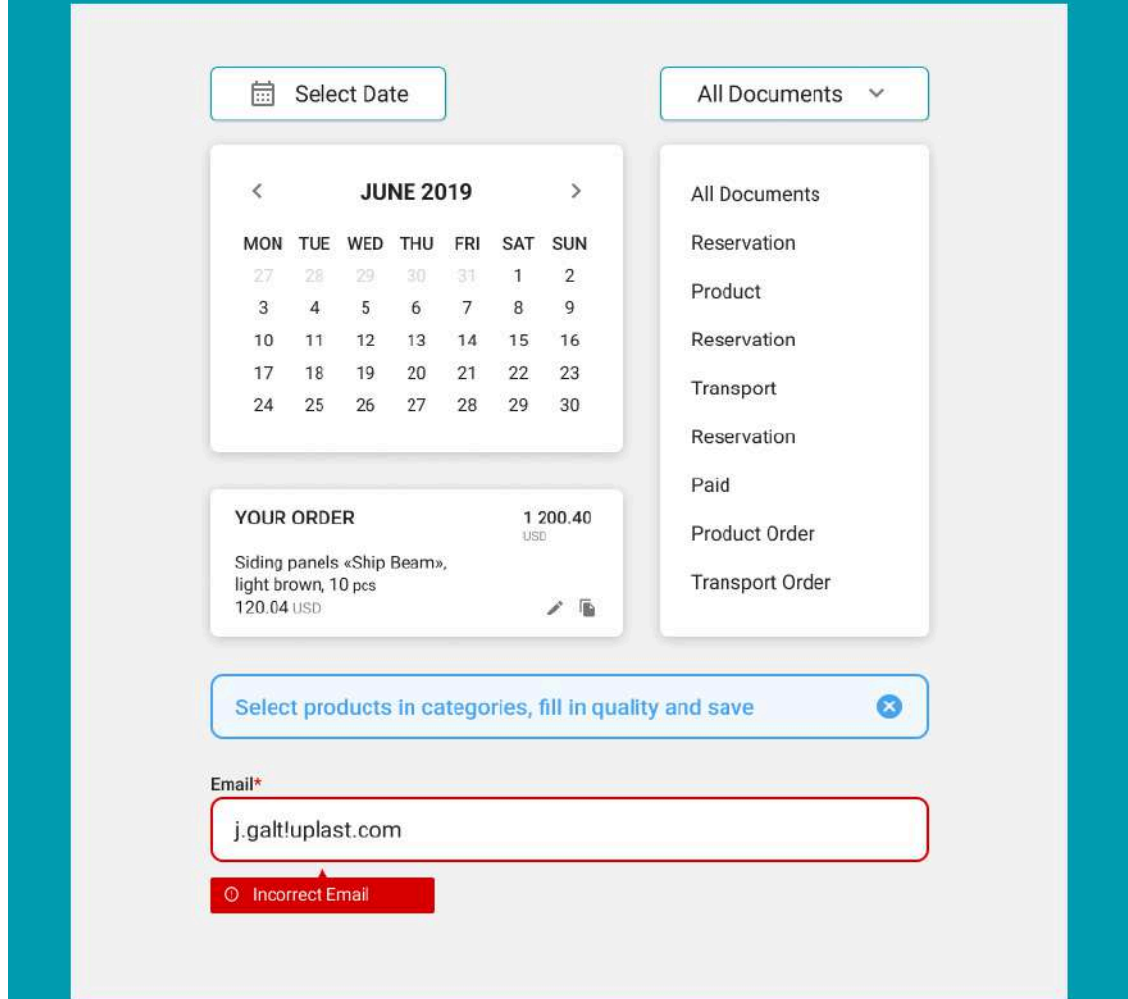 Select Date
All Documents
JUNE 2019
MON TUE WED THU FRI SAT SUN
27 28 29 30 31 1 2
3 4 5 6 7 8 9
10 11 12 13 14 15 16
17 18 19 20 21 22 23
24 25 26 27 28 29 30
All Documents
Reservation
Product
Reservation
Transport
Reservation
Paid
Product Order
Transport Order
YOUR ORDER 1 200.40
USD
Siding panels «Ship Beam»,
light brown, 10 pcs
120.04 USD
Select products in categories, fill in quality and save
Email*
j.galt!uplast.com
Incorrect Email